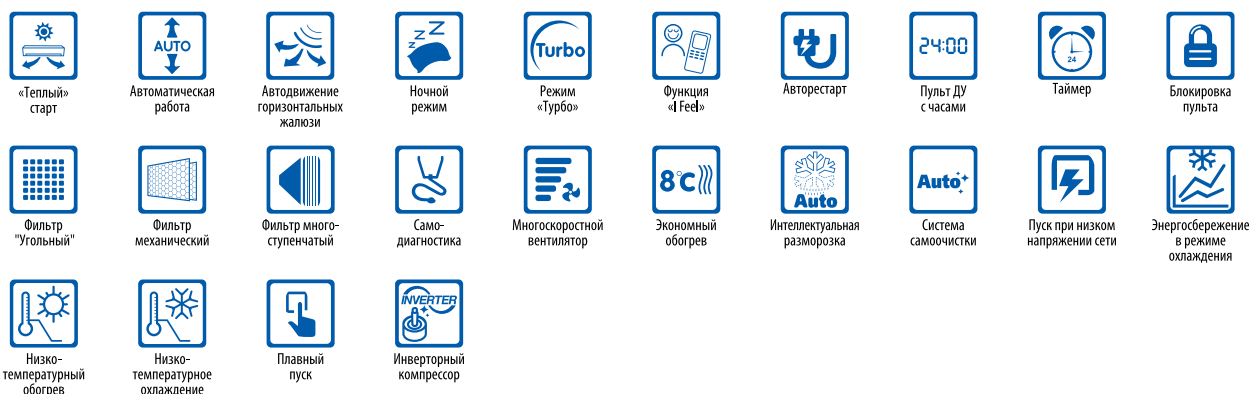 AUTO
z z z
Turbo
24:00
24
«Теплый»
старт
Автоматическая
работа
Автодвижение
горизонтальных
жалюзи
Ночной
режим
Режим
«Турбо»
Функция
«I Feel»
Авторестарт
Пульт ДУ
с часами
Таймер
Блокировка
пульта
8°C
Auto
Auto
Фильтр
"Угольный"
Фильтр
механический
Фильтр много-
ступенчатый
Само-
диагностика
Многоскоростной
вентилятор
Экономный
обогрев
Интеллектуальная
разморозка
Система
самоочистки
Пуск при низком
напряжении сети
Энергосбережение
в режиме
охлаждения
INVERTER
Низко-
температурный
обогрев
Низко-
температурное
охлаждение
Плавный
пуск
Инверторный
компрессор